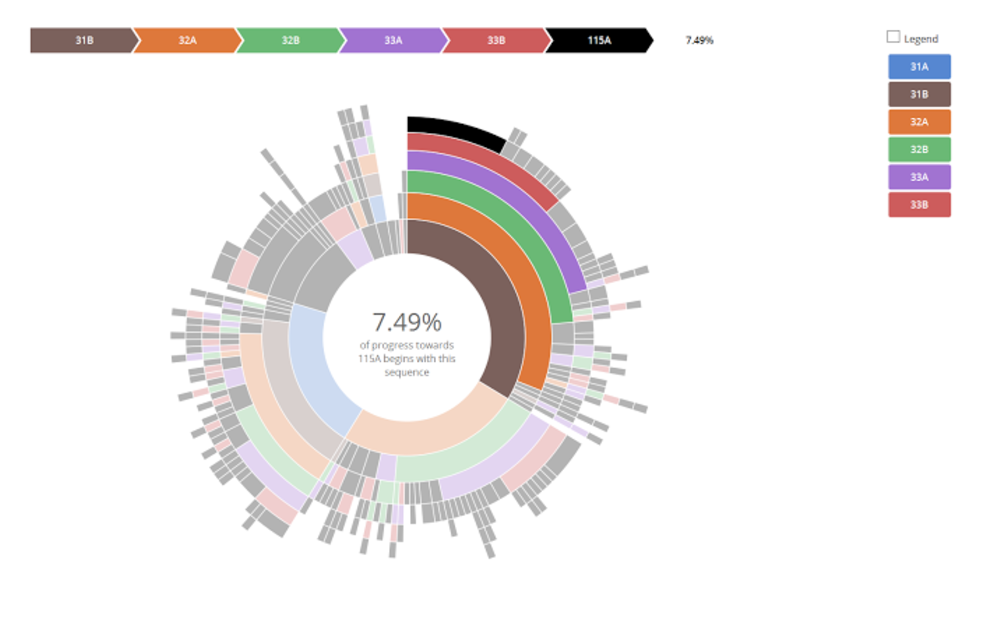 31B 32A 32B 33A 33B 115A 7.49%
Legend
31A
31B
32A
32B
33A
33B
7.49%
of progress towards
115A begins with this
sequence